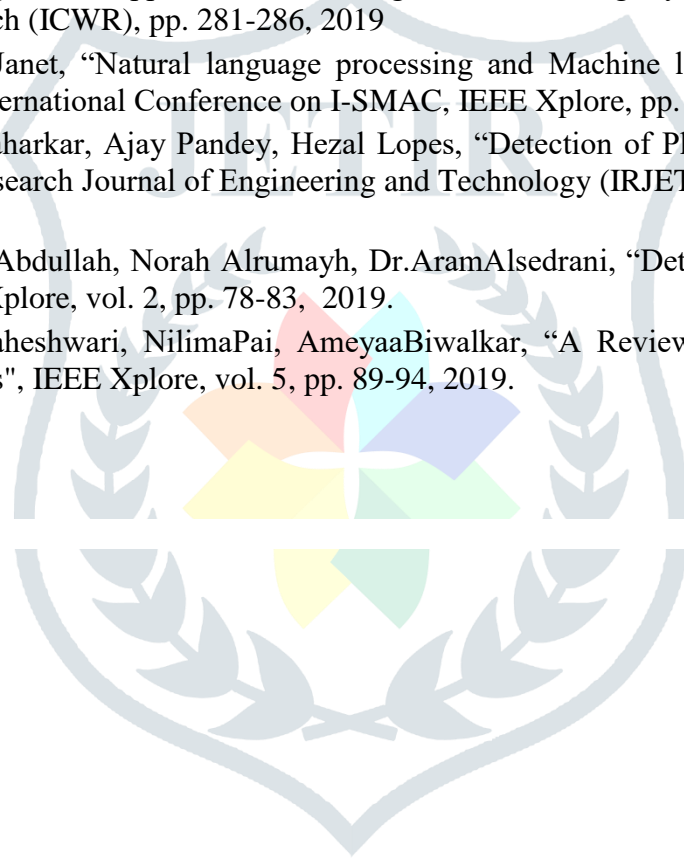 ch (ICWR), pp. 281-286, 2019
Janet, “Natural language processing and Machine l
ernational Conference on I-SMAC, IEEE Xplore, pp.
harkar, Ajay Pandey, Hezal Lopes, “Detection of Pl
search Journal of Engineering and Technology (IRJET
Abdullah, Norah Alrumayh, Dr.AramAlsedrani, “Det
Xplore, vol. 2, pp. 78-83, 2019.
aheshwari, NilimaPai, AmeyaaBiwalkar, “A Review
s", IEEE Xplore, vol. 5, pp. 89-94, 2019.
JETIR